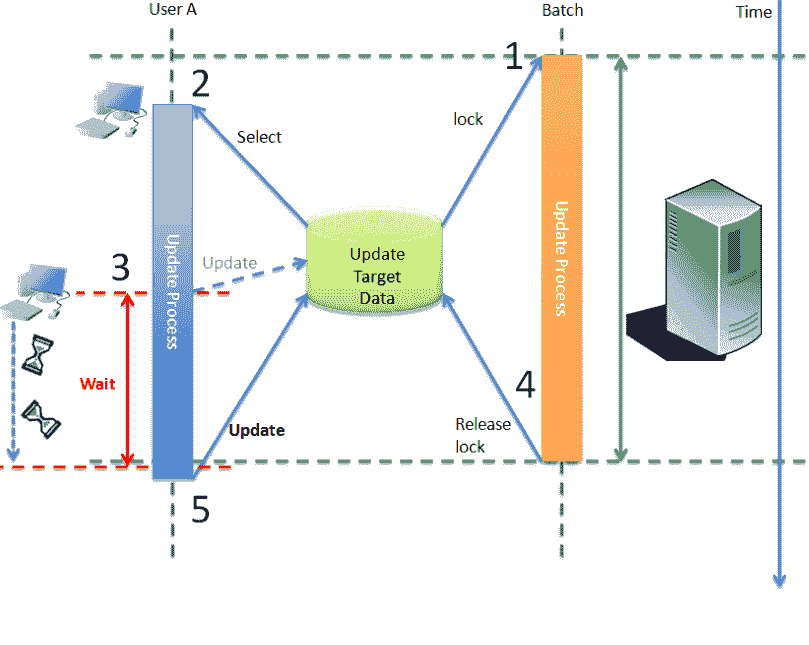 User A
Batch
Time
1
2
lock
Select
Update Process
Update Process
Update
Target
Data
3
Update
Wait
4
Update
Release
lock
5